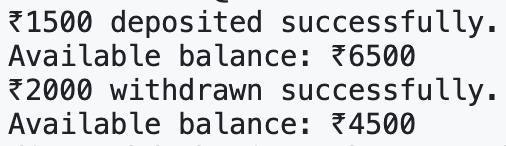 ₹1500 deposited successfully.
Available balance: ₹6500
₹2000 withdrawn successfully.
Available balance: ₹4500